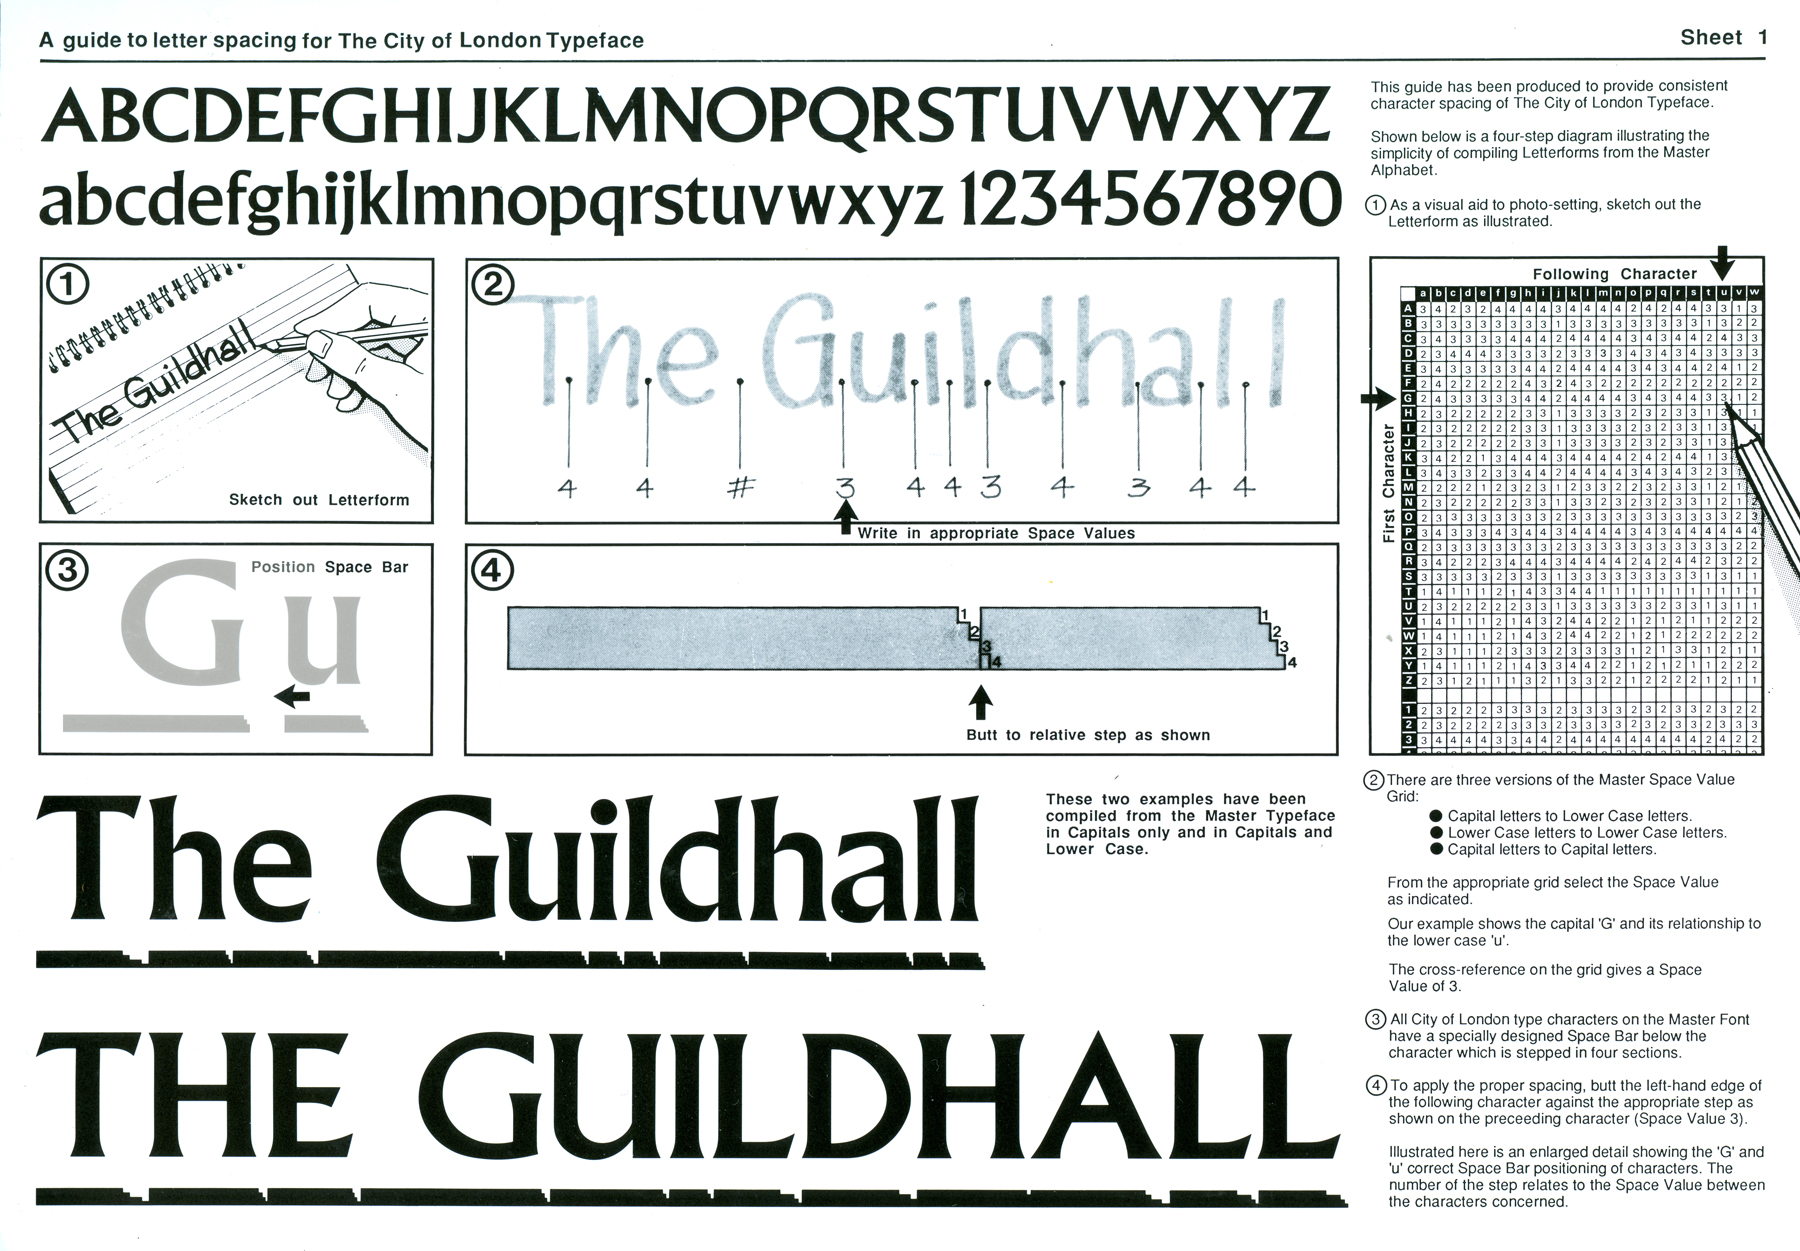 A guide to letter spacing for The City of London Typeface
Sheet 1
ABCDEFGHIJKLMNOPQRSTUVWXYZ
abcdefghijklmnopqrstuvwxyz 1234567890
This guide has been produced to provide consistent
character spacing of The City of London Typeface.
Shown below is a four-step diagram illustrating the
simplicity of compiling Letterforms from the Master
Alphabet.
1 As a visual aid to photo-setting, sketch out the
Letterform as illustrated.
1
The Guildhall
Sketch out Letterform
2
The Guildhall
4 4 # 3 4 4 3 4 3 4 4
Write in appropriate Space Values
Following Character
a b c d e f g h i j k l m n o p q r s t u v w
First Character
A
B
C
D
E
F
G
H
I
J
K
L
M
N
O
P
Q
R
S
T
U
V
W
X
Y
Z
1
2
3
3
Position Space Bar
Gu
4
1 2 3 4
1 2 3 4
Butt to relative step as shown
The Guildhall
These two examples have been
compiled from the Master Typeface
in Capitals only and in Capitals and
Lower Case.
THE GUILDHALL
2 There are three versions of the Master Space Value
Grid:
● Capital letters to Lower Case letters.
● Lower Case letters to Lower Case letters.
● Capital letters to Capital letters.
From the appropriate grid select the Space Value
as indicated.
Our example shows the capital 'G' and its relationship to
the lower case 'u'.
The cross-reference on the grid gives a Space
Value of 3.
3 All City of London type characters on the Master Font
have a specially designed Space Bar below the
character which is stepped in four sections.
4 To apply the proper spacing, butt the left-hand edge of
the following character against the appropriate step as
shown on the preceeding character (Space Value 3).
Illustrated here is an enlarged detail showing the 'G' and
'u' correct Space Bar positioning of characters. The
number of the step relates to the Space Value between
the characters concerned.